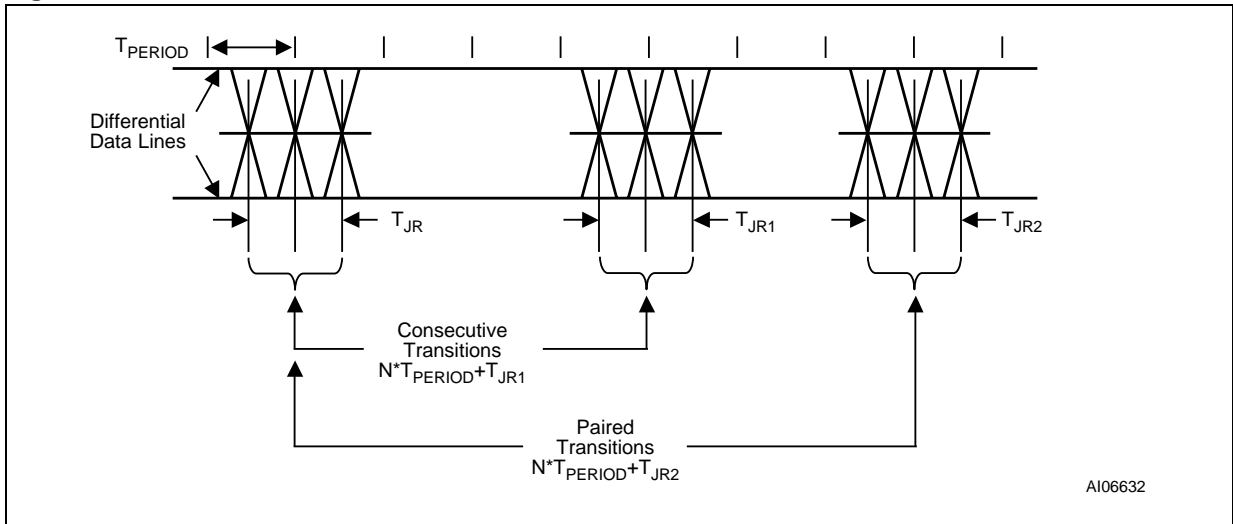 TPERIOD
Differential
Data Lines
TJR
TJR1
TJR2
Consecutive
Transitions
N*TPERIOD+TJR1
Paired
Transitions
N*TPERIOD+TJR2
AI06632